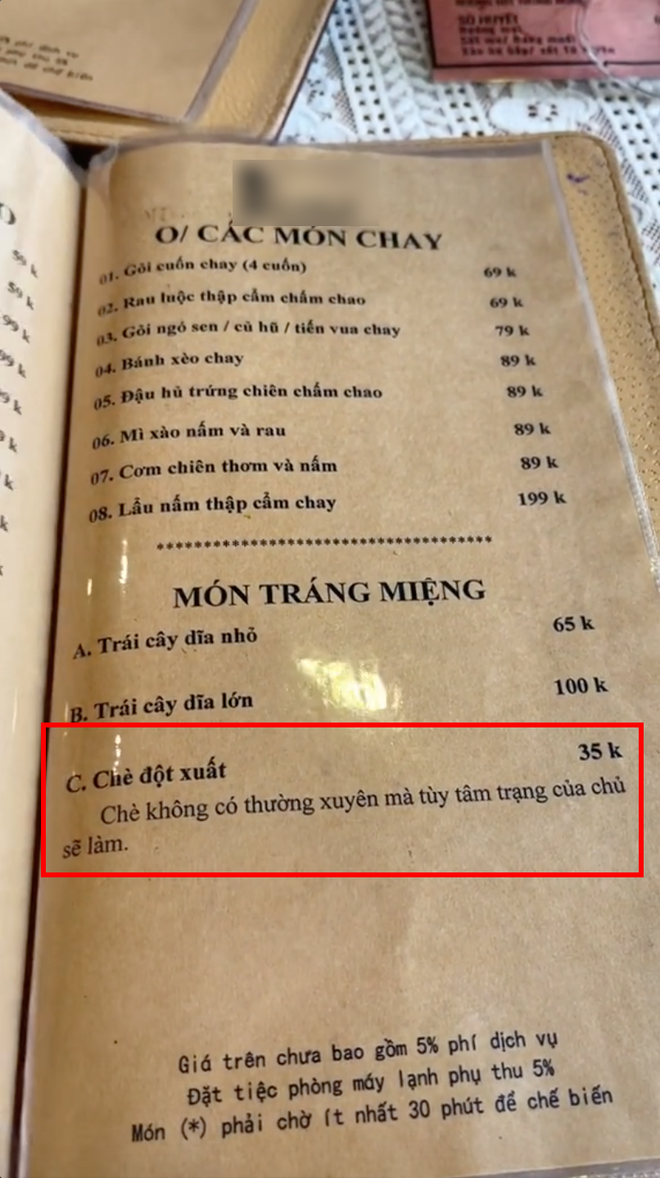 SÒ HUYẾT
O/ CÁC MÓN CHAY
01. Gỏi cuốn chay (4 cuốn) 69 k
02. Rau luộc thập cẩm chấm chao 69 k
03. Gỏi ngó sen / củ hũ / tiến vua chay 79 k
04. Bánh xèo chay 89 k
05. Đậu hủ trứng chiên chấm chao 89 k
06. Mì xào nấm và rau 89 k
07. Cơm chiên thơm và nấm 89 k
08. Lẩu nấm thập cẩm chay 199 k
************************************
MÓN TRÁNG MIỆNG
A. Trái cây dĩa nhỏ 65 k
B. Trái cây dĩa lớn 100 k
C. Chè đột xuất 35 k
Chè không có thường xuyên mà tùy tâm trạng của chủ
sẽ làm.
Giá trên chưa bao gồm 5% phí dịch vụ
Đặt tiệc phòng máy lạnh phụ thu 5%
Món (*) phải chờ ít nhất 30 phút để chế biến